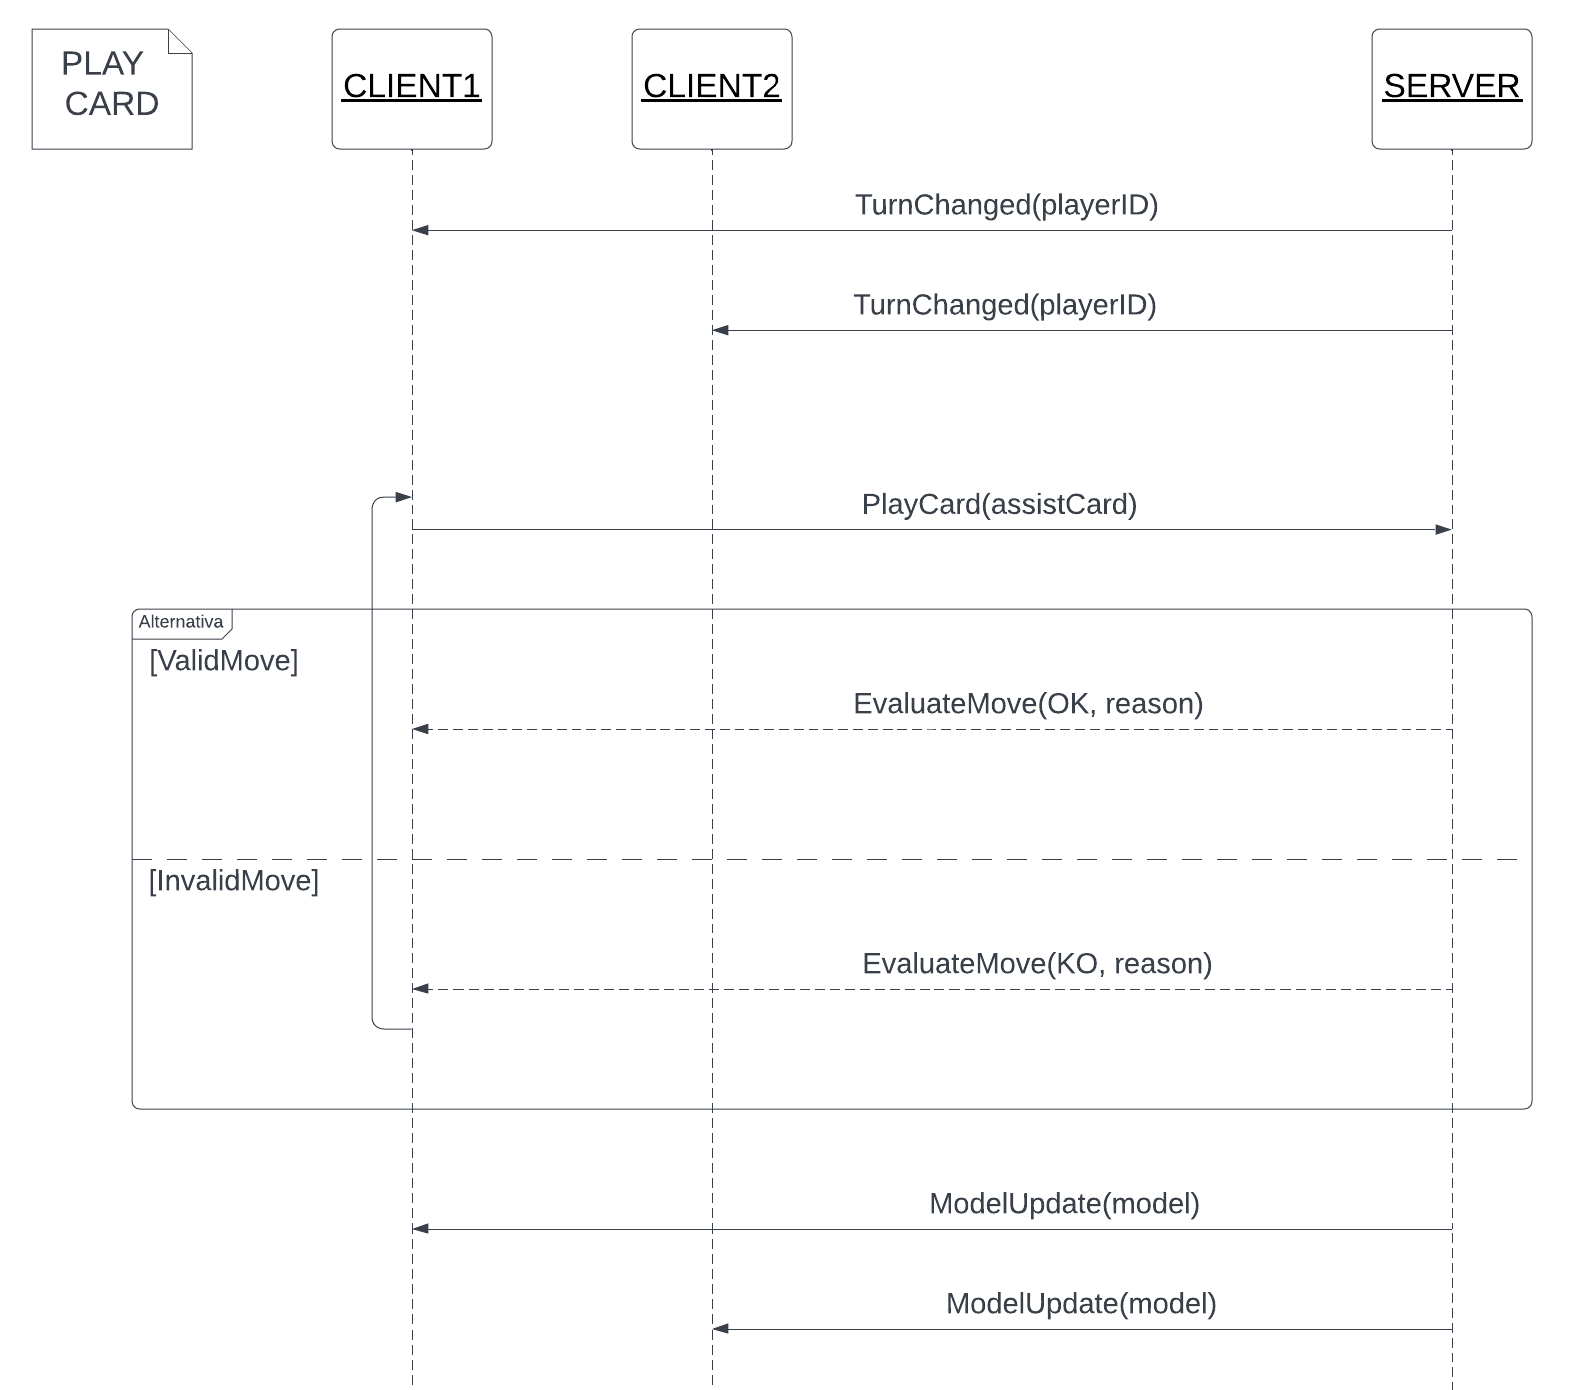 PLAY
CARD
CLIENT1
CLIENT2
SERVER
TurnChanged(playerID)
TurnChanged(playerID)
PlayCard(assistCard)
Alternativa
[ValidMove]
EvaluateMove(OK, reason)
[InvalidMove]
EvaluateMove(KO, reason)
ModelUpdate(model)
ModelUpdate(model)